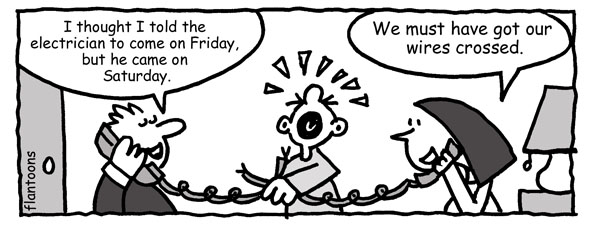 I thought I told the
electrician to come on Friday,
but he came on
Saturday.
We must have got our
wires crossed.
flantoons